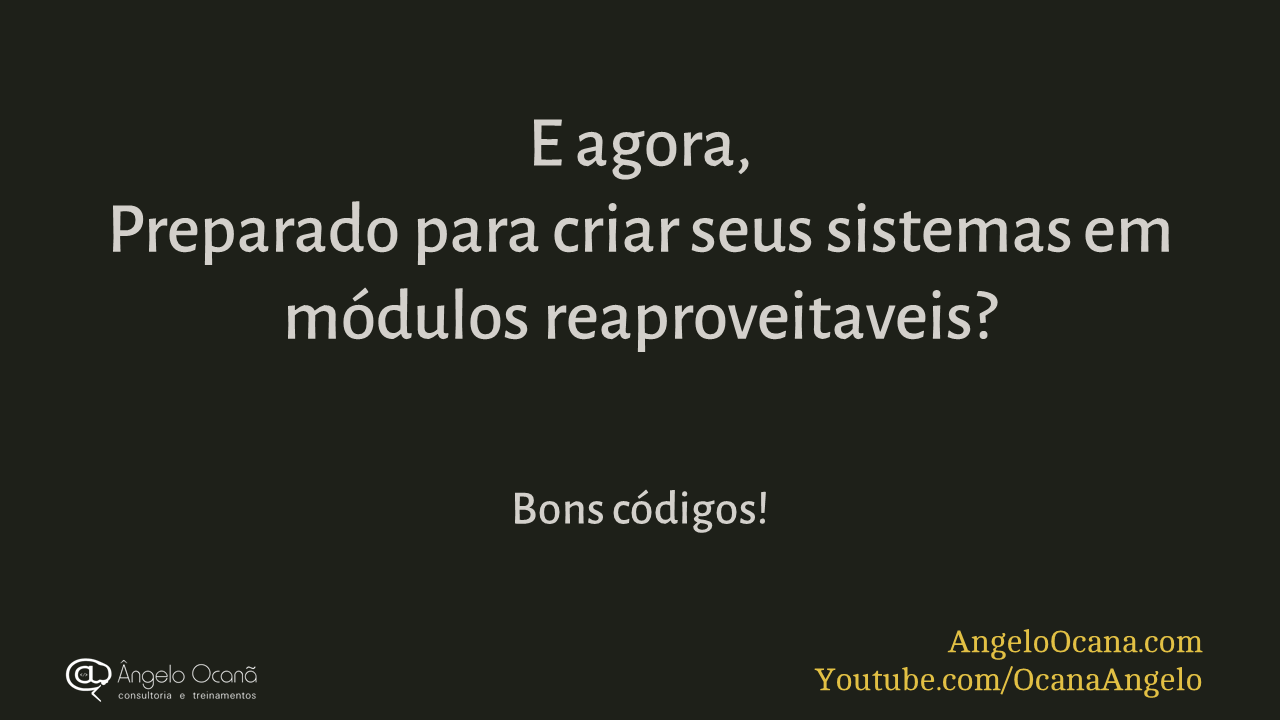 E agora,
Preparado para criar seus sistemas em
módulos reaproveitaveis?
Bons códigos!
Ângelo Ocanã
consultoria e treinamentos
AngeloOcana.com
Youtube.com/OcanaAngelo